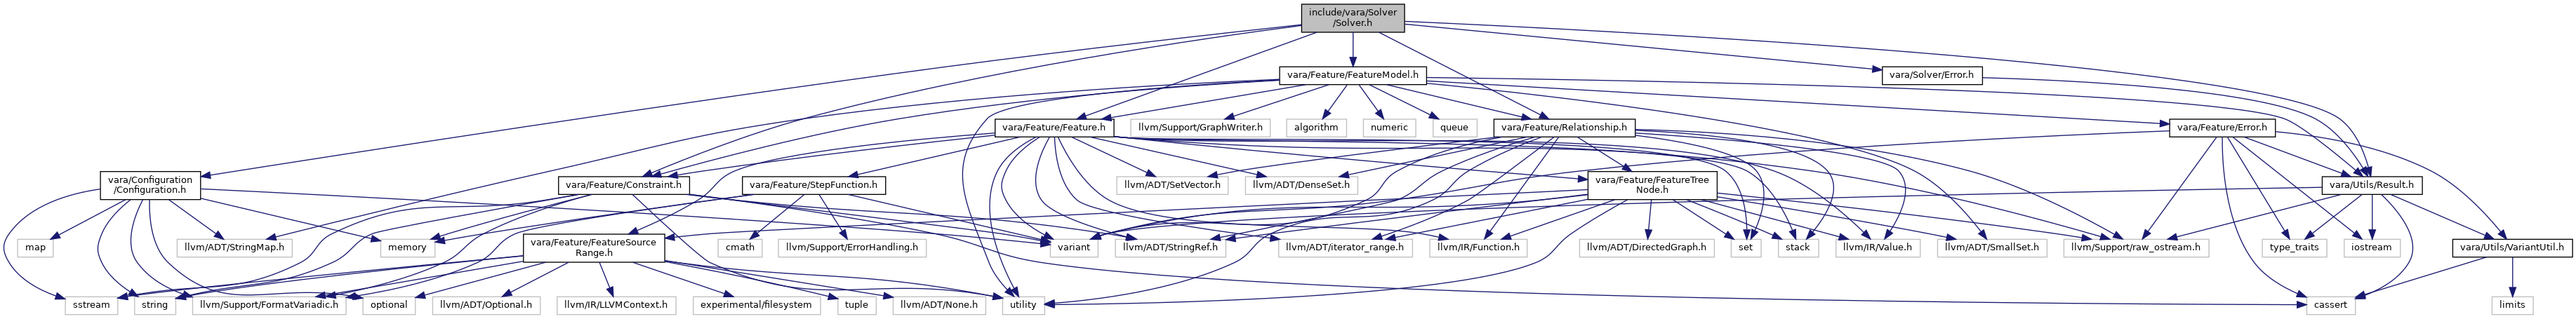 include/vara/Solver
/Solver.h
vara/Feature/FeatureModel.h
vara/Solver/Error.h
vara/Feature/Feature.h
llvm/Support/GraphWriter.h
algorithm
numeric
queue
vara/Feature/Relationship.h
vara/Feature/Error.h
vara/Configuration
/Configuration.h
vara/Feature/Constraint.h
vara/Feature/StepFunction.h
llvm/ADT/SetVector.h
llvm/ADT/DenseSet.h
vara/Feature/FeatureTree
Node.h
vara/Utils/Result.h
map
llvm/ADT/StringMap.h
memory
vara/Feature/FeatureSource
Range.h
cmath
llvm/Support/ErrorHandling.h
variant
llvm/ADT/StringRef.h
llvm/ADT/iterator_range.h
llvm/IR/Function.h
llvm/ADT/DirectedGraph.h
set
stack
llvm/IR/Value.h
llvm/ADT/SmallSet.h
llvm/Support/raw_ostream.h
type_traits
iostream
vara/Utils/VariantUtil.h
sstream
string
llvm/Support/FormatVariadic.h
optional
llvm/ADT/Optional.h
llvm/IR/LLVMContext.h
experimental/filesystem
tuple
llvm/ADT/None.h
utility
cassert
limits